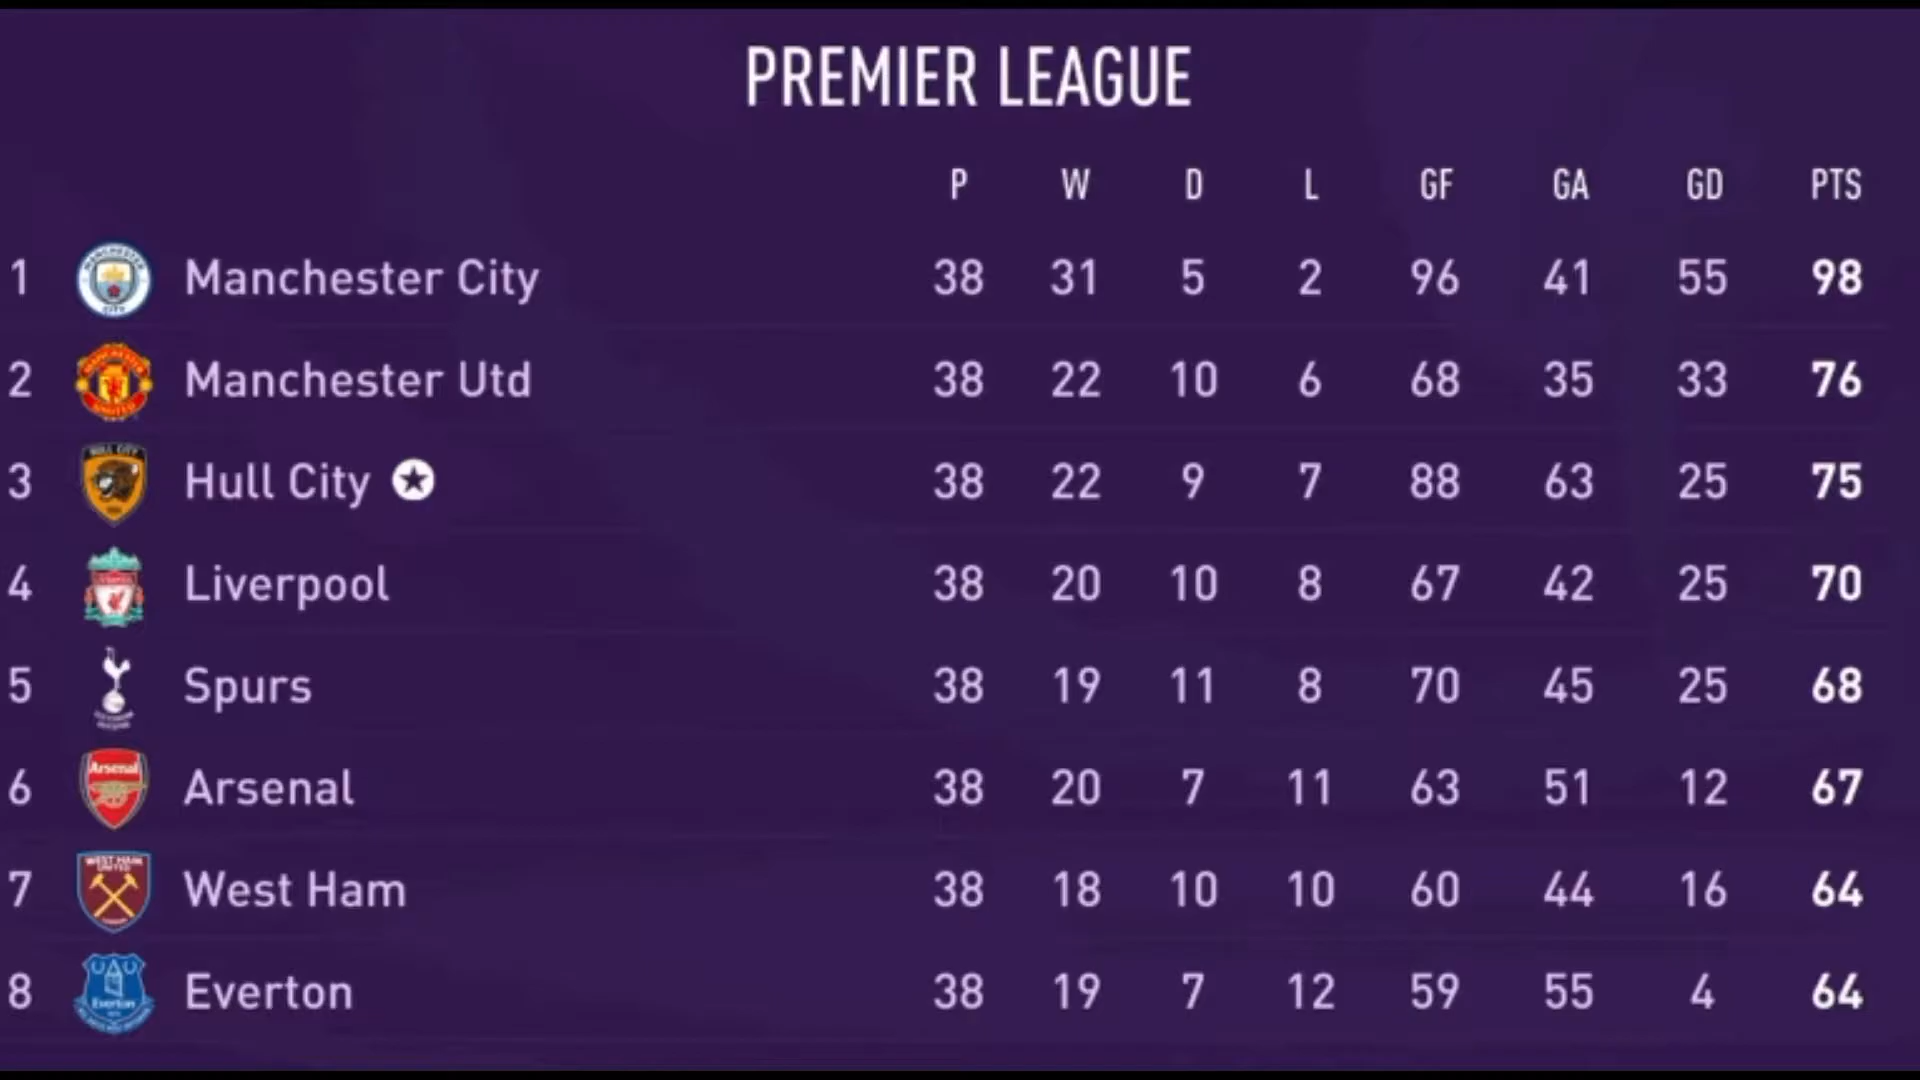 PREMIER LEAGUE
P W D L GF GA GD PTS
1 Manchester City 38 31 5 2 96 41 55 98
2 Manchester Utd 38 22 10 6 68 35 33 76
3 Hull City 38 22 9 7 88 63 25 75
4 Liverpool 38 20 10 8 67 42 25 70
5 Spurs 38 19 11 8 70 45 25 68
6 Arsenal 38 20 7 11 63 51 12 67
7 West Ham 38 18 10 10 60 44 16 64
8 Everton 38 19 7 12 59 55 4 64